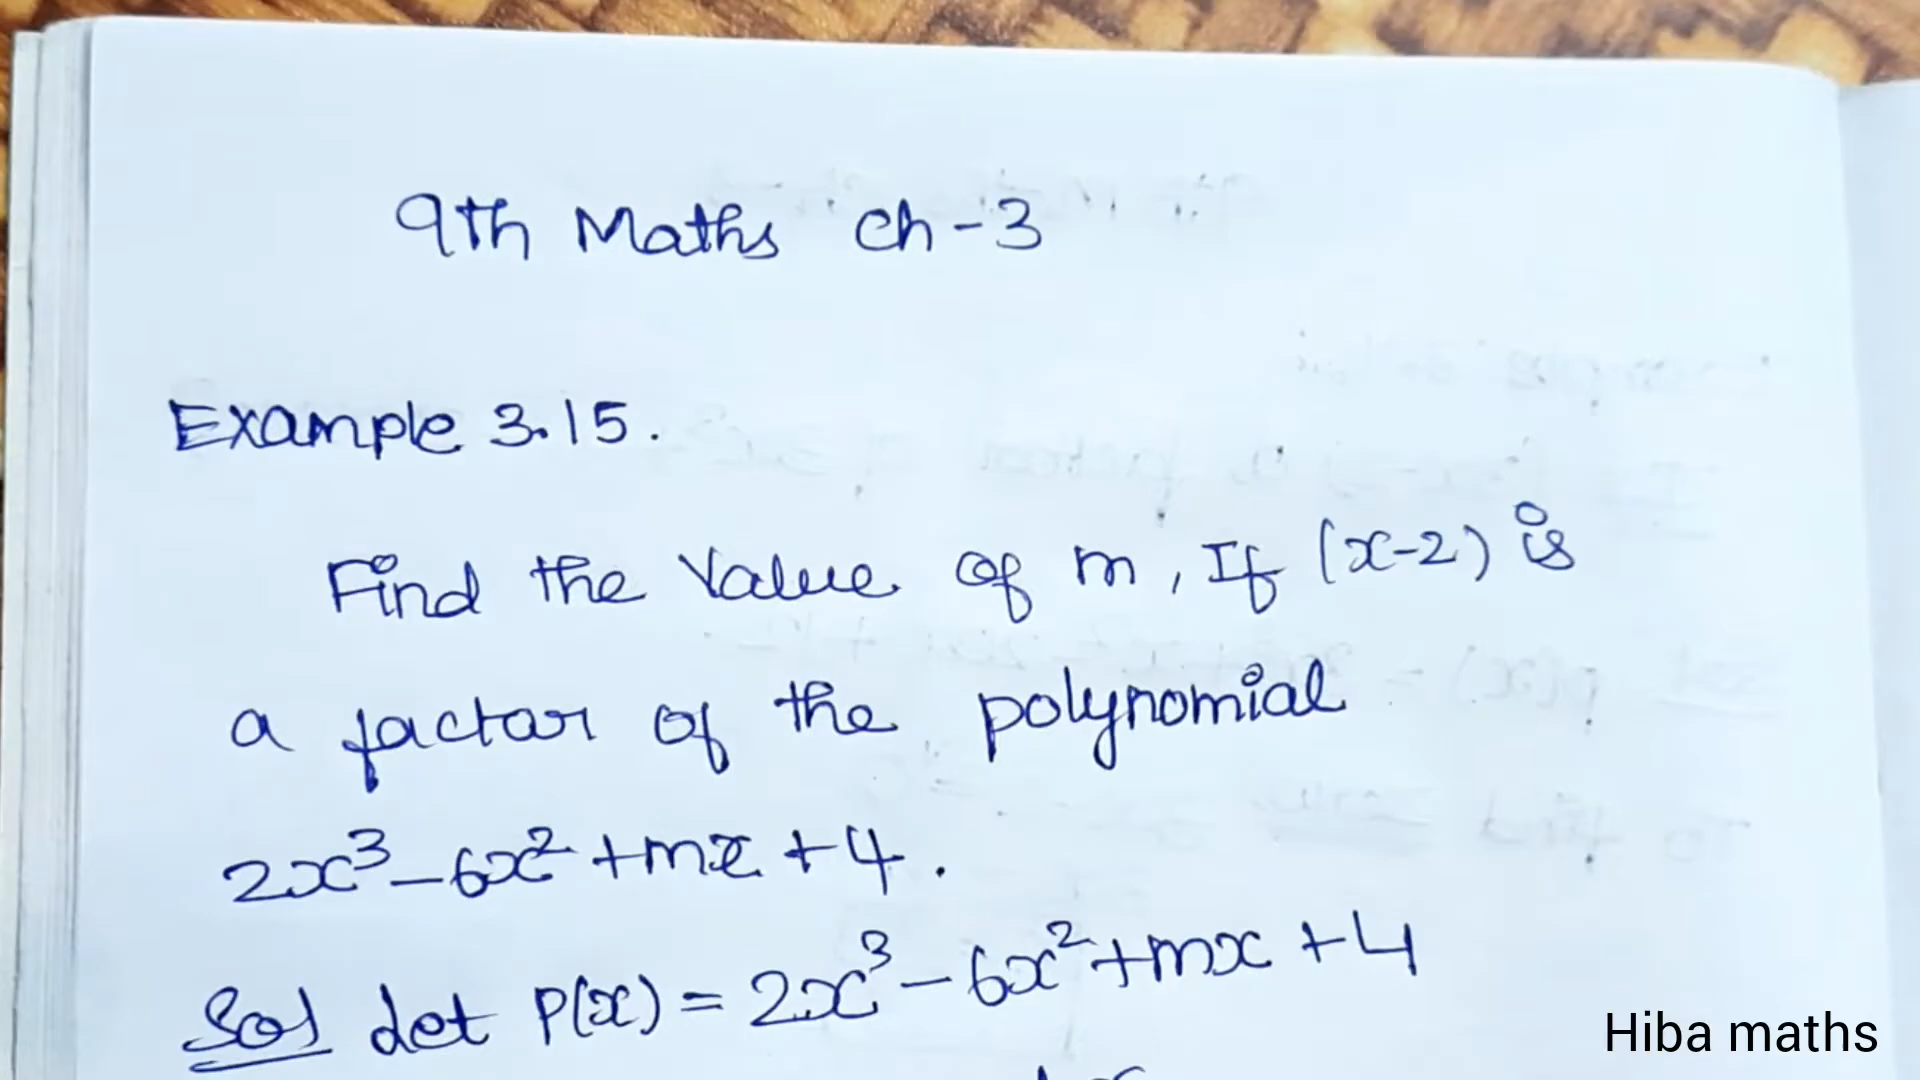 9th Maths ch-3
Example 3.15.
Find the Value of m, If (x-2) is
a factor of the polynomial
2x³-6x²+mx+4.
Sol Let P(x) = 2x³-6x²+mx+4
Hiba maths